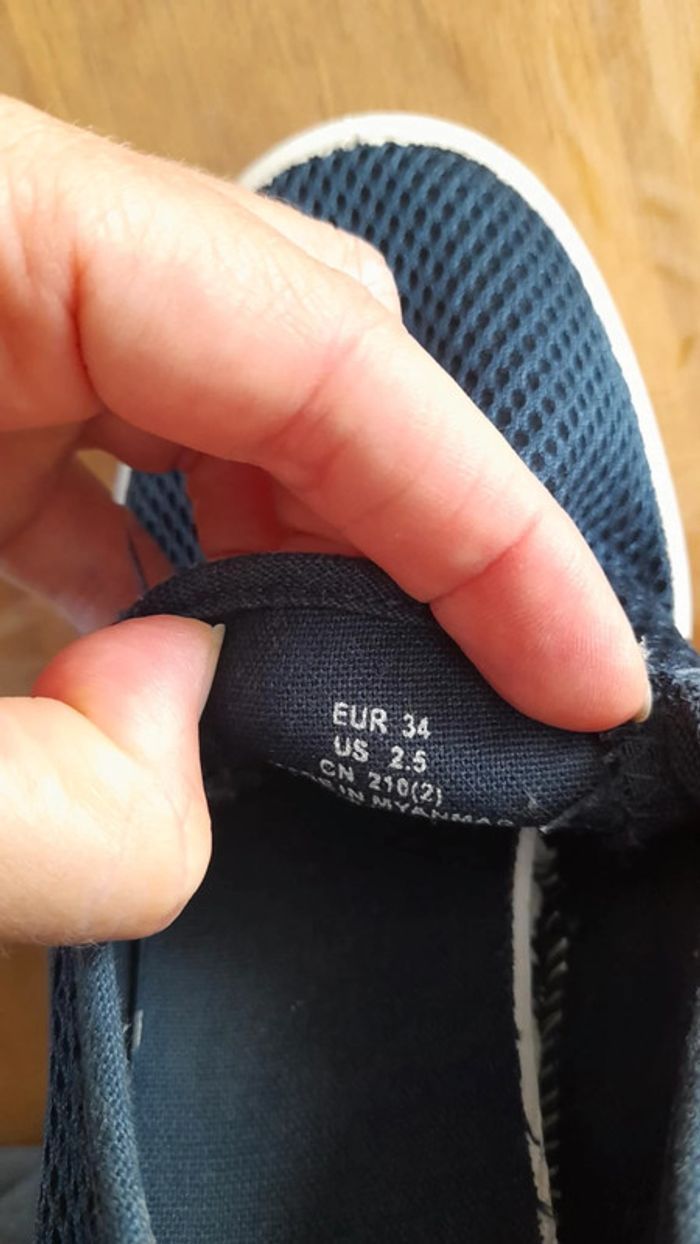 EUR 34
US 2.5
CN 210(2)
IN MYANMAR